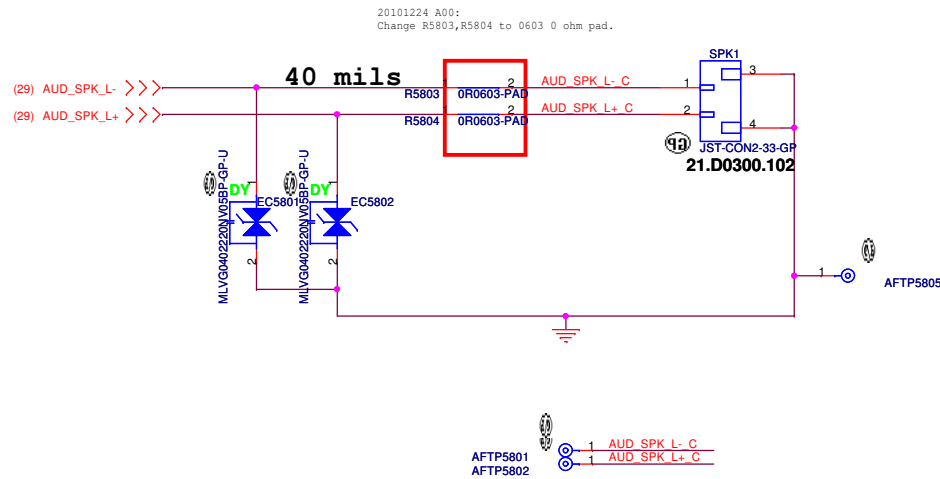 20101224 A00:
Change R5803,R5804 to 0603 0 ohm pad.
SPK1
40 mils
(29) AUD_SPK_L-
1 2
AUD_SPK_L-_C
1
3
R5803
0R0603-PAD
(29) AUD_SPK_L+
1 2
AUD_SPK_L+_C
2
4
R5804
0R0603-PAD
GP
JST-CON2-33-GP
21.D0300.102
MLVG0402220NV05BP-GP-U
DY
1
EC5801
2
MLVG0402220NV05BP-GP-U
DY
1
EC5802
2
1
AFTP5805
AFTP5801
1
AUD_SPK_L-_C
AFTP5802
1
AUD_SPK_L+_C